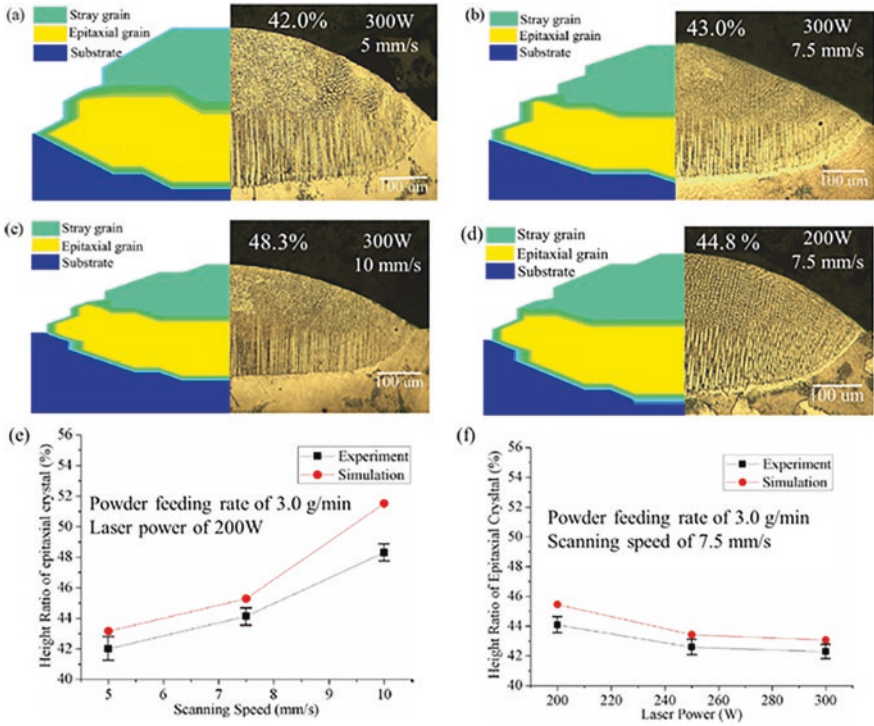 (a)
Stray grain
Epitaxial grain
Substrate
42.0%
300W
5 mm/s
100 um
(b)
Stray grain
Epitaxial grain
Substrate
43.0%
300W
7.5 mm/s
100 um
(c)
Stray grain
Epitaxial grain
Substrate
48.3%
300W
10 mm/s
100 um
(d)
Stray grain
Epitaxial grain
Substrate
44.8 %
200W
7.5 mm/s
100 um
(e)
Height Ratio of epitaxial crystal (%)
56
54
52
50
48
46
44
42
40
Experiment
Simulation
Powder feeding rate of 3.0 g/min
Laser power of 200W
5 6 7 8 9 10
Scanning Speed (mm/s)
(f)
Height Ratio of Epitaxial Crysltal (%)
56
54
52
50
48
46
44
42
40
Experiment
Simulation
Powder feeding rate of 3.0 g/min
Scanning speed of 7.5 mm/s
200 220 240 260 280 300
Laser Power (W)